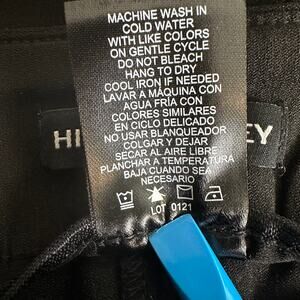 MACHINE WASH IN
COLD WATER
WITH LIKE COLORS
ON GENTLE CYCLE
DO NOT BLEACH
HANG TO DRY
COOL IRON IF NEEDED
LAVAR A MÁQUINA CON
AGUA FRÍA CON
COLORES SIMILARES
EN CICLO DELICADO
NO USAR BLANQUEADOR
COLGAR Y DEJAR
SECAR AL AIRE LIBRE
PLANCHAR A TEMPERATURA
BAJA CUANDO SEA
NECESARIO
LOT 0121